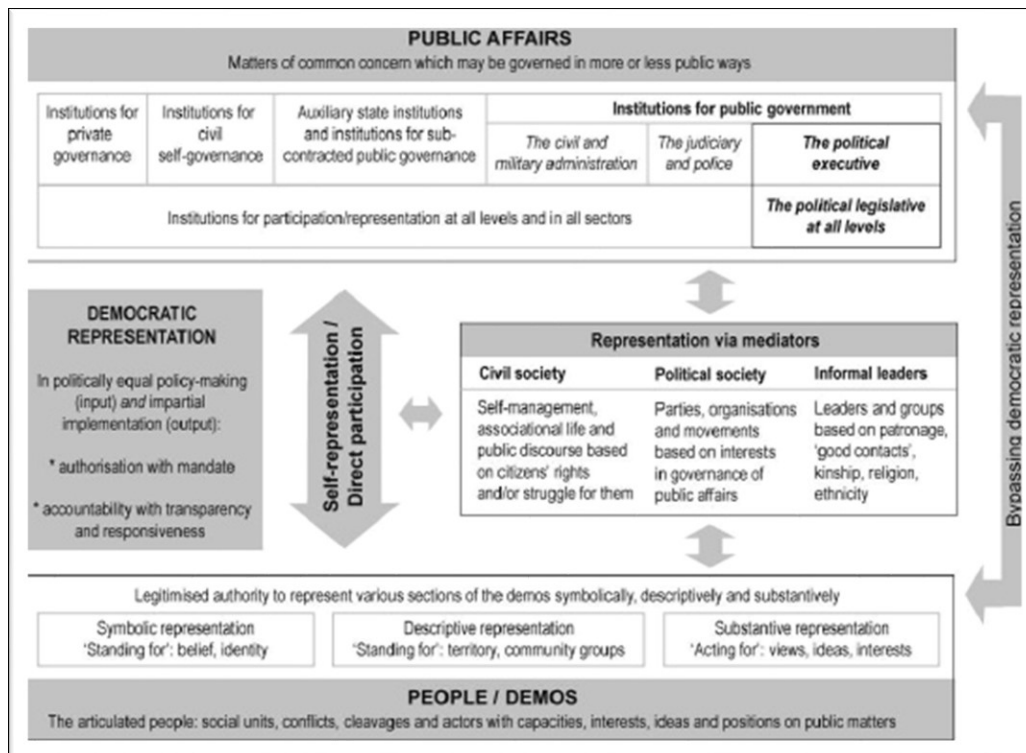 PUBLIC AFFAIRS
Matters of common concern which may be governed in more or less public ways
Institutions for
private
governance
Institutions for
civil
self-governance
Auxiliary state institutions
and institutions for sub-
contracted public governance
Institutions for public government
The civil and
military administration
The judiciary
and police
The political
executive
Institutions for participation/representation at all levels and in all sectors
The political legislative
at all levels
DEMOCRATIC
REPRESENTATION
In politically equal policy-making
(input) and impartial
implementation (output):
* authorisation with mandate
* accountability with transparency
and responsiveness
Self-representation /
Direct participation
Representation via mediators
Civil society
Self-management,
associational life and
public discourse based
on citizens' rights
and/or struggle for them
Political society
Parties, organisations
and movements
based on interests
in governance of
public affairs
Informal leaders
Leaders and groups
based on patronage,
'good contacts',
kinship, religion,
ethnicity
Bypassing democratic representation
Legitimised authority to represent various sections of the demos symbolically, descriptively and substantively
Symbolic representation
'Standing for': belief, identity
Descriptive representation
'Standing for': territory, community groups
Substantive representation
'Acting for': views, ideas, interests
PEOPLE / DEMOS
The articulated people: social units, conflicts, cleavages and actors with capacities, interests, ideas and positions on public matters